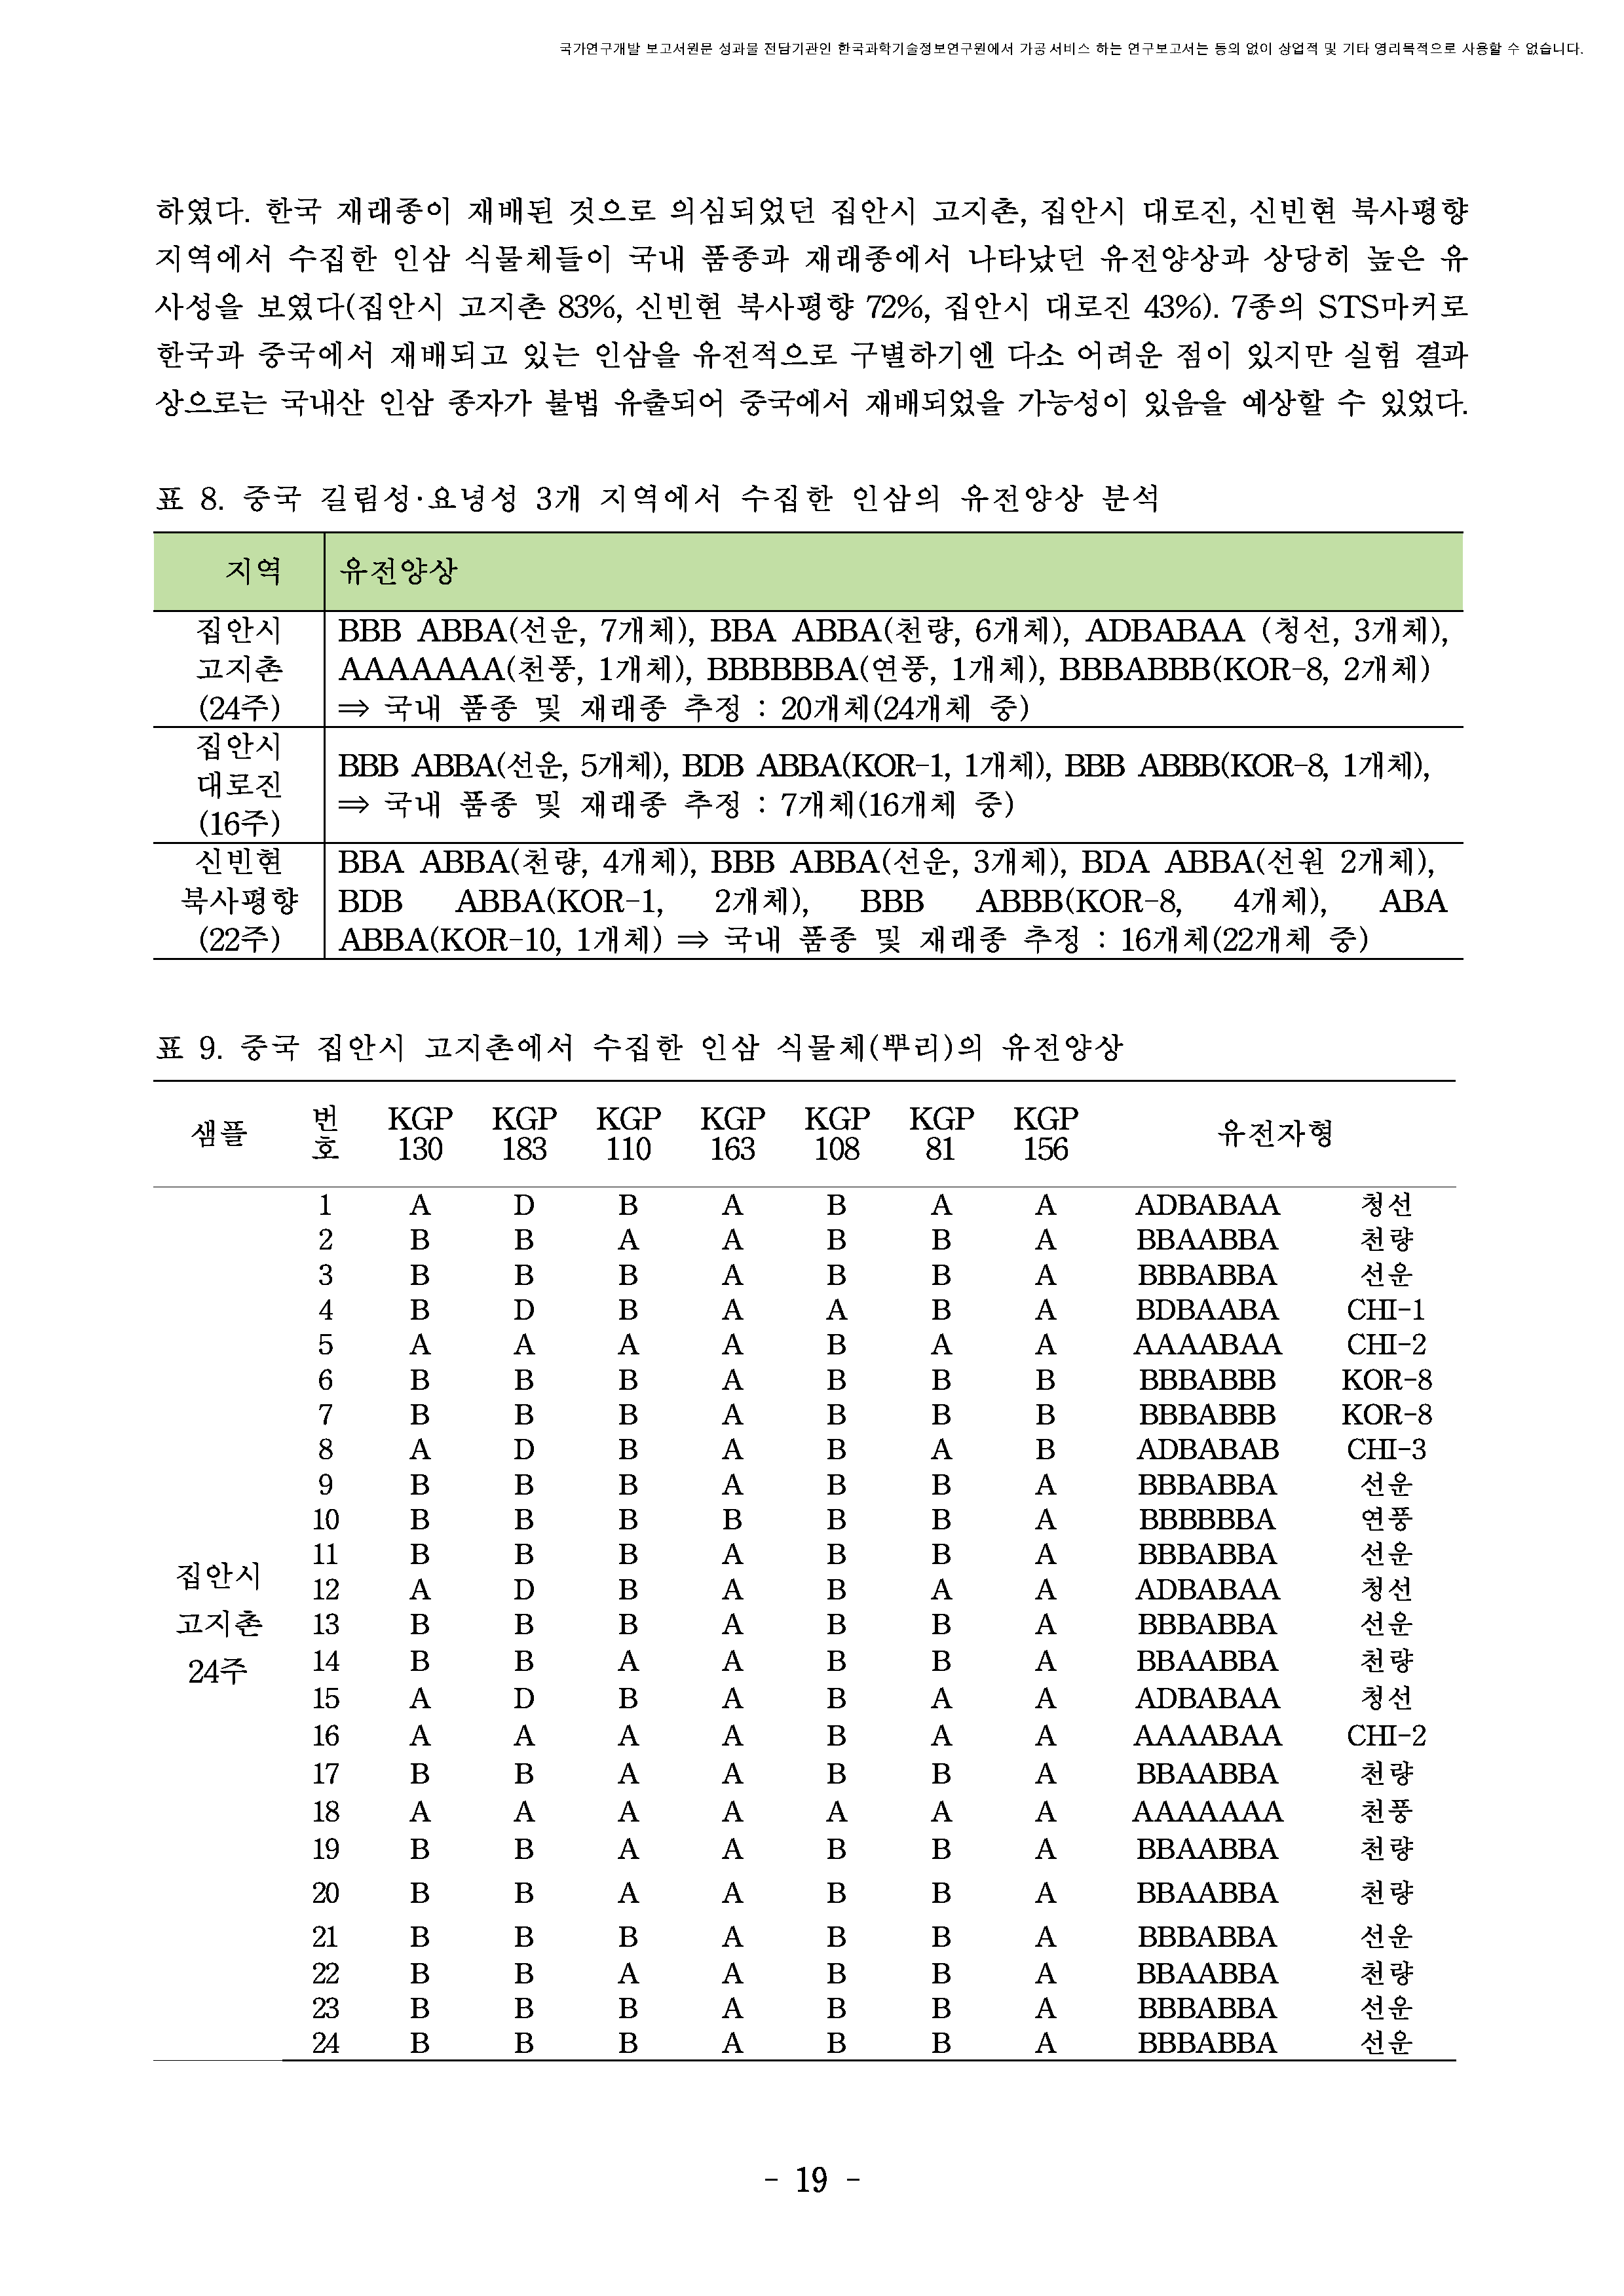 국가연구개발 보고서원문 성과물 전담기관인 한국과학기술정보연구원에서 가공·서비스 하는 연구보고서는 동의 없이 상업적 및 기타 영리목적으로 사용할 수 없습니다.
하였다. 한국 재래종이 재배된 것으로 의심되었던 집안시 고지촌, 집안시 대로진, 신빈현 북사평향
지역에서 수집한 인삼 식물체들이 국내 품종과 재래종에서 나타났던 유전양상과 상당히 높은 유
사성을 보였다(집안시 고지촌 83%, 신빈현 북사평향 72%, 집안시 대로진 43%). 7종의 STS마커로
한국과 중국에서 재배되고 있는 인삼을 유전적으로 구별하기엔 다소 어려운 점이 있지만 실험 결과
상으로는 국내산 인삼 종자가 불법 유출되어 중국에서 재배되었을 가능성이 있음을 예상할 수 있었다.
표 8. 중국 길림성·요녕성 3개 지역에서 수집한 인삼의 유전양상 분석
지역 유전양상
집안시
고지촌
(24주)
BBB ABBA(선운, 7개체), BBA ABBA(천량, 6개체), ADBABAA (청선, 3개체),
AAAAAAA(천풍, 1개체), BBBBBBA(연풍, 1개체), BBBABBB(KOR-8, 2개체)
⇒ 국내 품종 및 재래종 추정 : 20개체(24개체 중)
집안시
대로진
(16주)
BBB ABBA(선운, 5개체), BDB ABBA(KOR-1, 1개체), BBB ABBB(KOR-8, 1개체),
⇒ 국내 품종 및 재래종 추정 : 7개체(16개체 중)
신빈현
북사평향
(22주)
BBA ABBA(천량, 4개체), BBB ABBA(선운, 3개체), BDA ABBA(선원 2개체),
BDB ABBA(KOR-1, 2개체), BBB ABBB(KOR-8, 4개체), ABA
ABBA(KOR-10, 1개체) ⇒ 국내 품종 및 재래종 추정 : 16개체(22개체 중)
표 9. 중국 집안시 고지촌에서 수집한 인삼 식물체(뿌리)의 유전양상
샘플 번호 KGP 130 KGP 183 KGP 110 KGP 163 KGP 108 KGP 81 KGP 156 유전자형
집안시
고지촌
24주
1 A D B A B A A ADBABAA 청선
2 B B A A B B A BBAABBA 천량
3 B B B A B B A BBBABBA 선운
4 B D B A A B A BDBAABA CHI-1
5 A A A A B A A AAAABAA CHI-2
6 B B B A B B B BBBABBB KOR-8
7 B B B A B B B BBBABBB KOR-8
8 A D B A B A B ADBABAB CHI-3
9 B B B A B B A BBBABBA 선운
10 B B B B B B A BBBBBBA 연풍
11 B B B A B B A BBBABBA 선운
12 A D B A B A A ADBABAA 청선
13 B B B A B B A BBBABBA 선운
14 B B A A B B A BBAABBA 천량
15 A D B A B A A ADBABAA 청선
16 A A A A B A A AAAABAA CHI-2
17 B B A A B B A BBAABBA 천량
18 A A A A A A A AAAAAAA 천풍
19 B B A A B B A BBAABBA 천량
20 B B A A B B A BBAABBA 천량
21 B B B A B B A BBBABBA 선운
22 B B A A B B A BBAABBA 천량
23 B B B A B B A BBBABBA 선운
24 B B B A B B A BBBABBA 선운
- 19 -